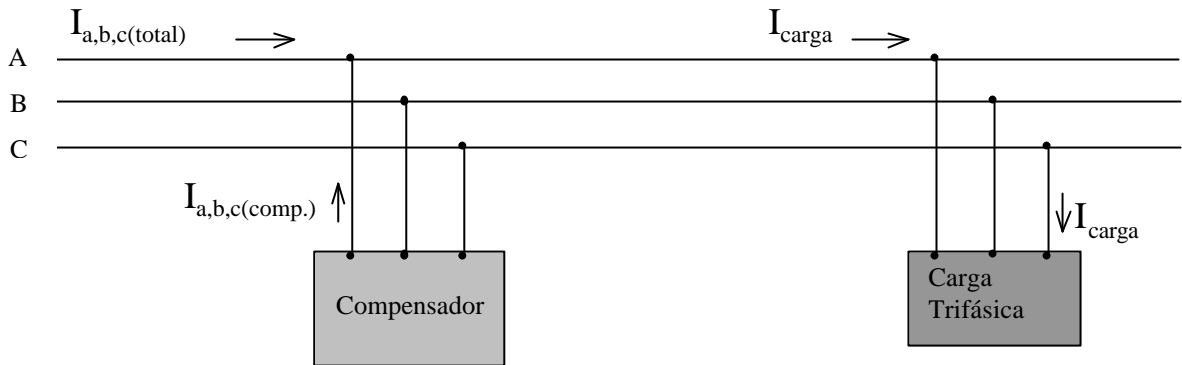 I a,b,c(total)
I carga
A
B
C
I a,b,c(comp.)
I carga
Compensador
Carga
Trifásica